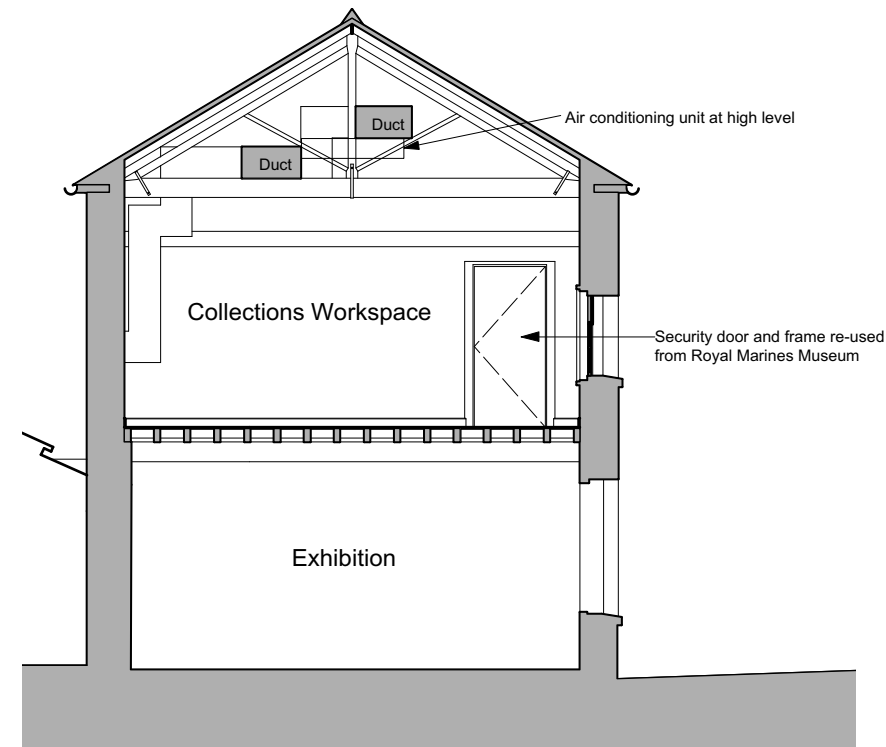 Duct
Air conditioning unit at high level
Duct
Collections Workspace
Security door and frame re-used
from Royal Marines Museum
Exhibition